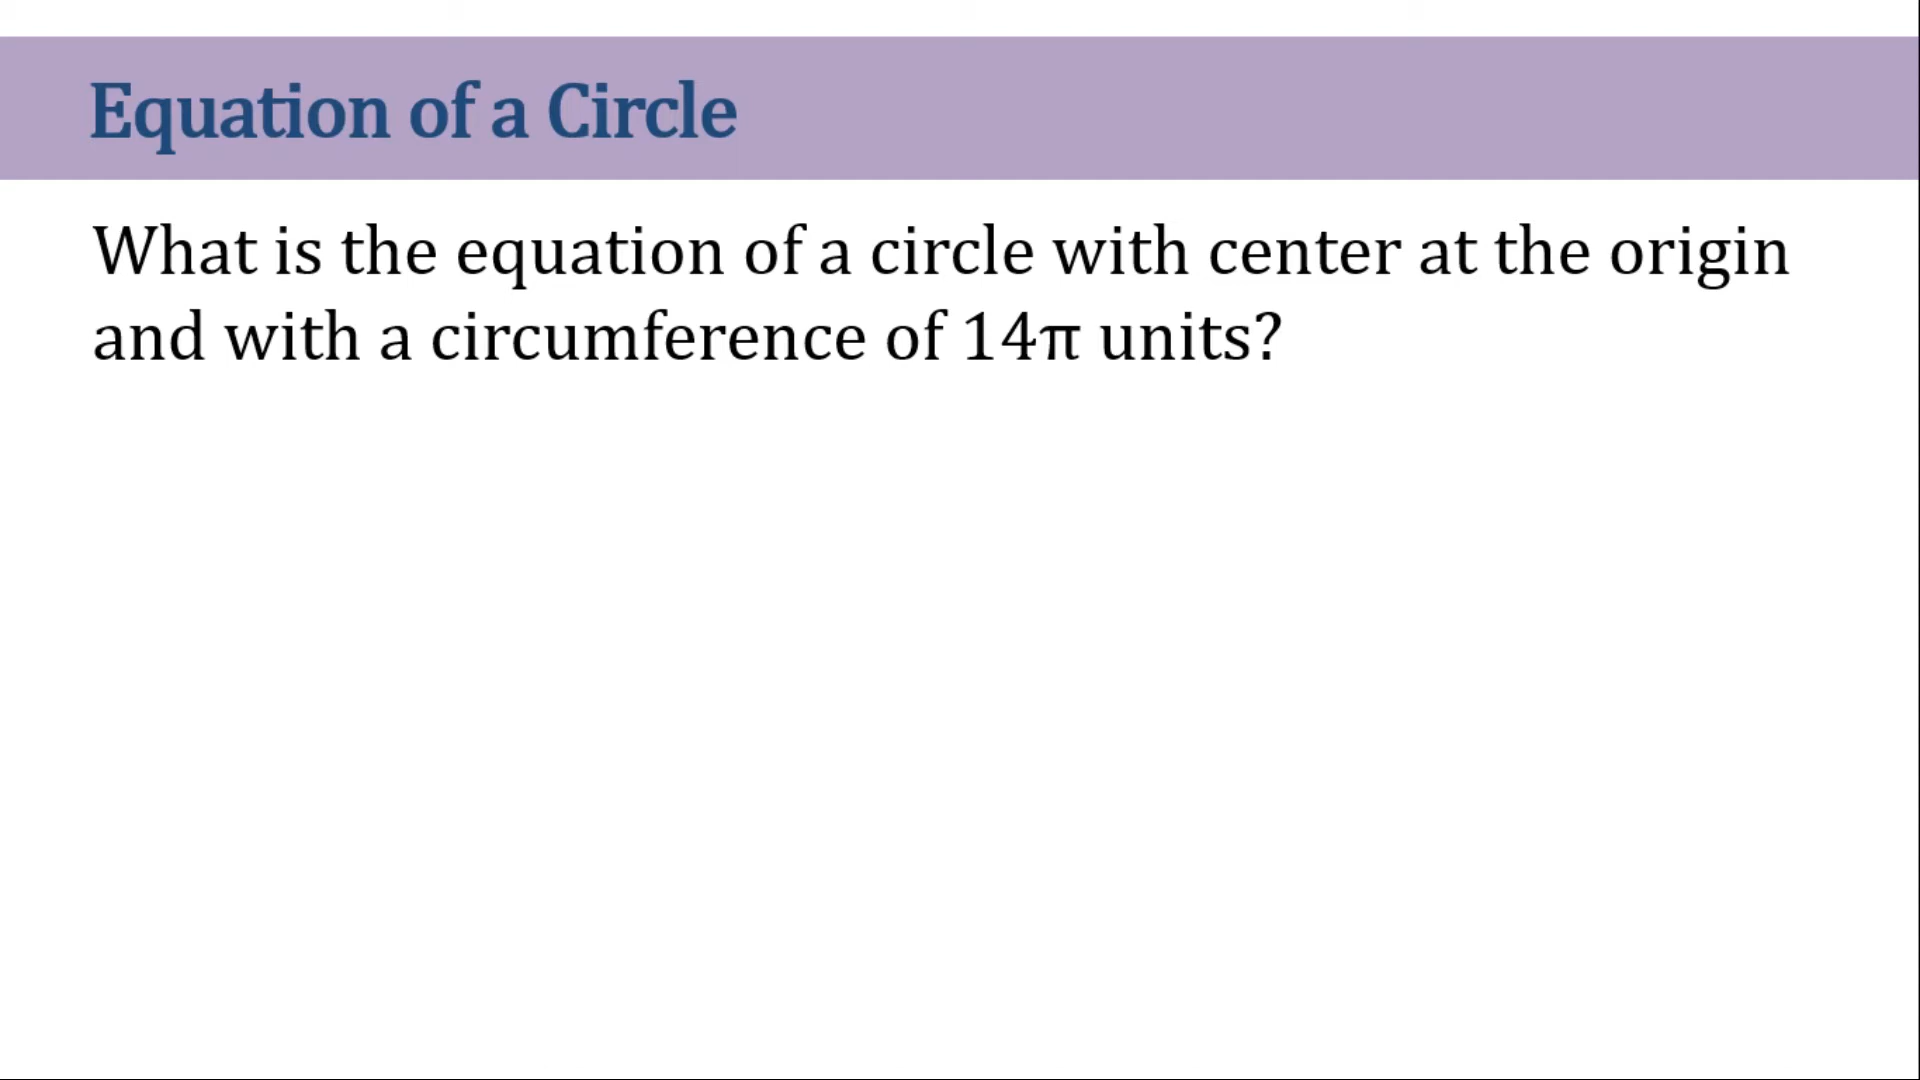 Equation of a Circle
What is the equation of a circle with center at the origin
and with a circumference of 14π units?